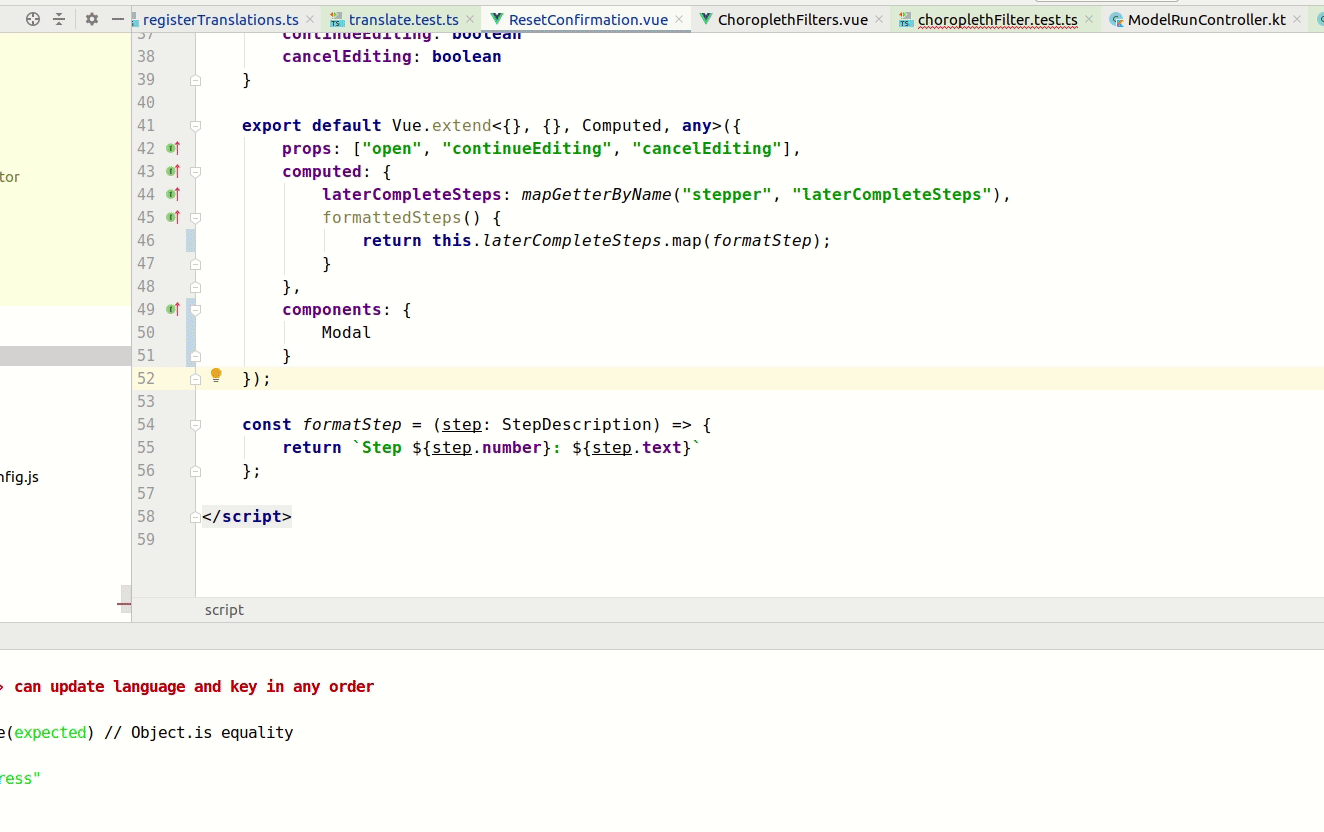 registerTranslations.ts translate.test.ts ResetConfirmation.vue ChoroplethFilters.vue choroplethFilter.test.ts ModelRunController.kt
37 continueEditing: boolean
38 cancelEditing: boolean
39 }
40
41 export default Vue.extend<{}, {}, Computed, any>({
42 props: ["open", "continueEditing", "cancelEditing"],
43 computed: {
44 laterCompleteSteps: mapGetterByName("stepper", "laterCompleteSteps"),
45 formattedSteps() {
46 return this.laterCompleteSteps.map(formatStep);
47 }
48 },
49 components: {
50 Modal
51 }
52 });
53
54 const formatStep = (step: StepDescription) => {
55 return `Step ${step.number}: ${step.text}`
56 };
57
58 </script>
59
tor
nfig.js
script
can update language and key in any order
e(expected) // Object.is equality
ress"